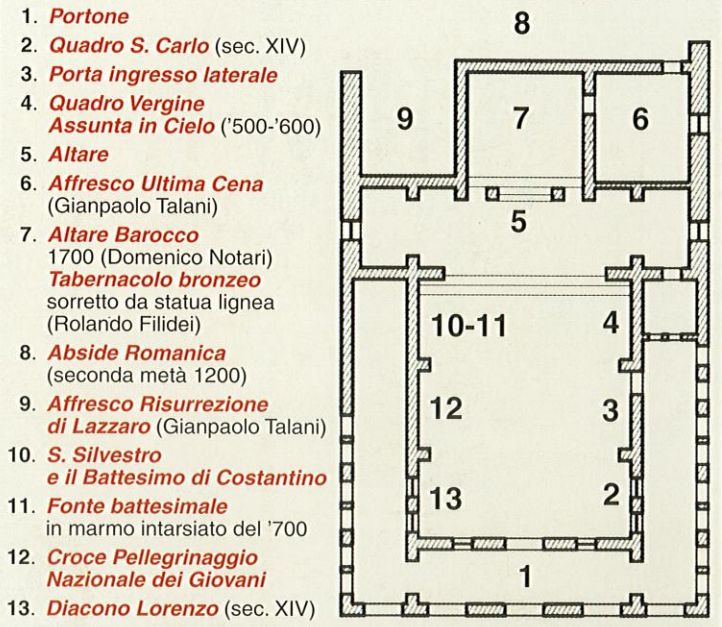 1. Portone
2. Quadro S. Carlo (sec. XIV)
3. Porta ingresso laterale
4. Quadro Vergine
Assunta in Cielo ('500-'600)
5. Altare
6. Affresco Ultima Cena
(Gianpaolo Talani)
7. Altare Barocco
1700 (Domenico Notari)
Tabernacolo bronzeo
sorretto da statua lignea
(Rolando Filidei)
8. Abside Romanica
(seconda metà 1200)
9. Affresco Risurrezione
di Lazzaro (Gianpaolo Talani)
10. S. Silvestro
e il Battesimo di Costantino
11. Fonte battesimale
in marmo intarsiato del '700
12. Croce Pellegrinaggio
Nazionale dei Giovani
13. Diacono Lorenzo (sec. XIV)
8
9 7 6
5
10-11 4
12 3
13 2
1